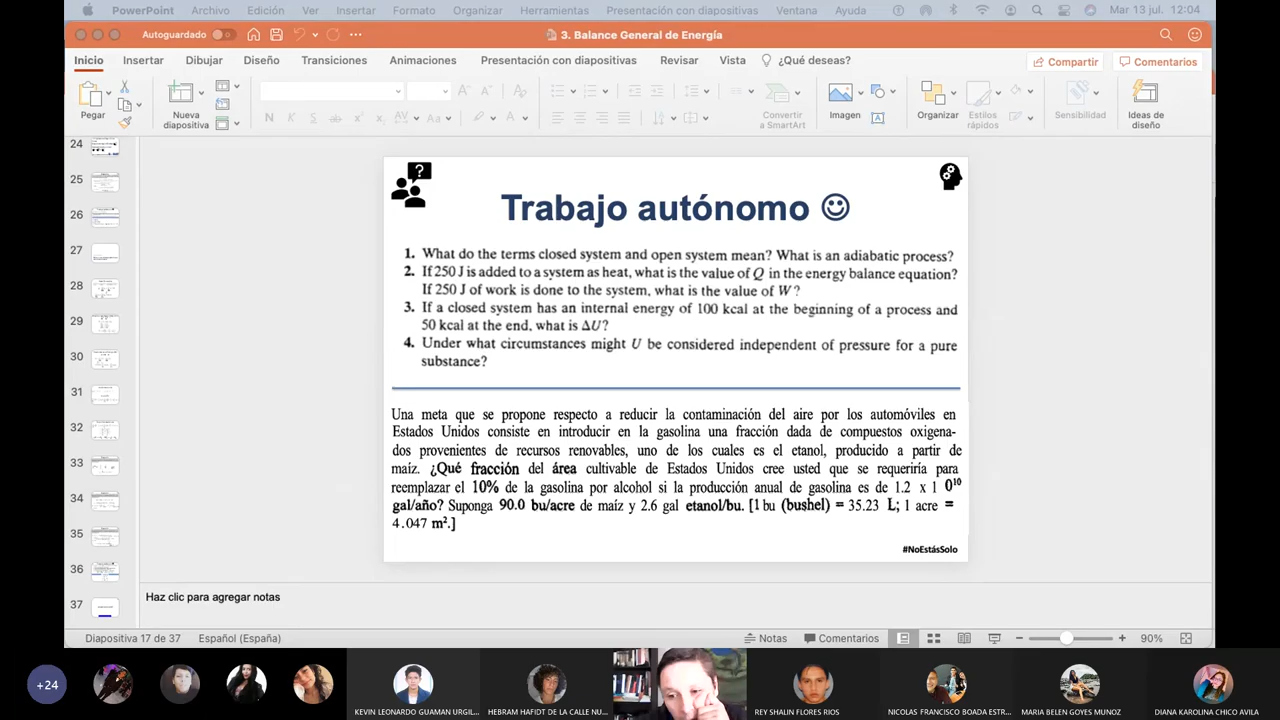 PowerPoint Archivo Edición Ver Insertar Formato Organizar Herramientas Presentación con diapositivas Ventana Ayuda Mar 13 jul. 12:04
Autoguardado 3. Balance General de Energía
Inicio Insertar Dibujar Diseño Transiciones Animaciones Presentación con diapositivas Revisar Vista ¿Qué deseas? Compartir Comentarios
Pegar
Nueva diapositiva
N
Convertir a SmartArt
Imagen
Organizar
Estilos rápidos
Sensibilidad
Ideas de diseño
24
25
26
27
28
29
30
31
32
33
34
35
36
37
Trabajo autónomo ☺
1. What do the terms closed system and open system mean? What is an adiabatic process?
2. If 250 J is added to a system as heat, what is the value of Q in the energy balance equation?
If 250 J of work is done to the system, what is the value of W?
3. If a closed system has an internal energy of 100 kcal at the beginning of a process and
50 kcal at the end, what is ΔU?
4. Under what circumstances might U be considered independent of pressure for a pure
substance?
Una meta que se propone respecto a reducir la contaminación del aire por los automóviles en
Estados Unidos consiste en introducir en la gasolina una fracción dada de compuestos oxigena-
dos provenientes de recursos renovables, uno de los cuales es el etanol, producido a partir de
maíz. ¿Qué fracción del área cultivable de Estados Unidos cree usted que se requeriría para
reemplazar el 10% de la gasolina por alcohol si la producción anual de gasolina es de 1.2 x 1 0¹⁰
gal/año? Suponga 90.0 bu/acre de maíz y 2.6 gal etanol/bu. [1 bu (bushel) = 35.23 L; 1 acre =
4.047 m².]
#NoEstásSolo
Haz clic para agregar notas
Diapositiva 17 de 37 Español (España) Notas Comentarios 90%
+24
KEVIN LEONARDO GUAMAN URGIL...
HEBRAM HAFIDT DE LA CALLE NU...
REY SHALIN FLORES RIOS
NICOLAS FRANCISCO BOADA ESTR...
MARIA BELEN GOYES MUNOZ
DIANA KAROLINA CHICO AVILA